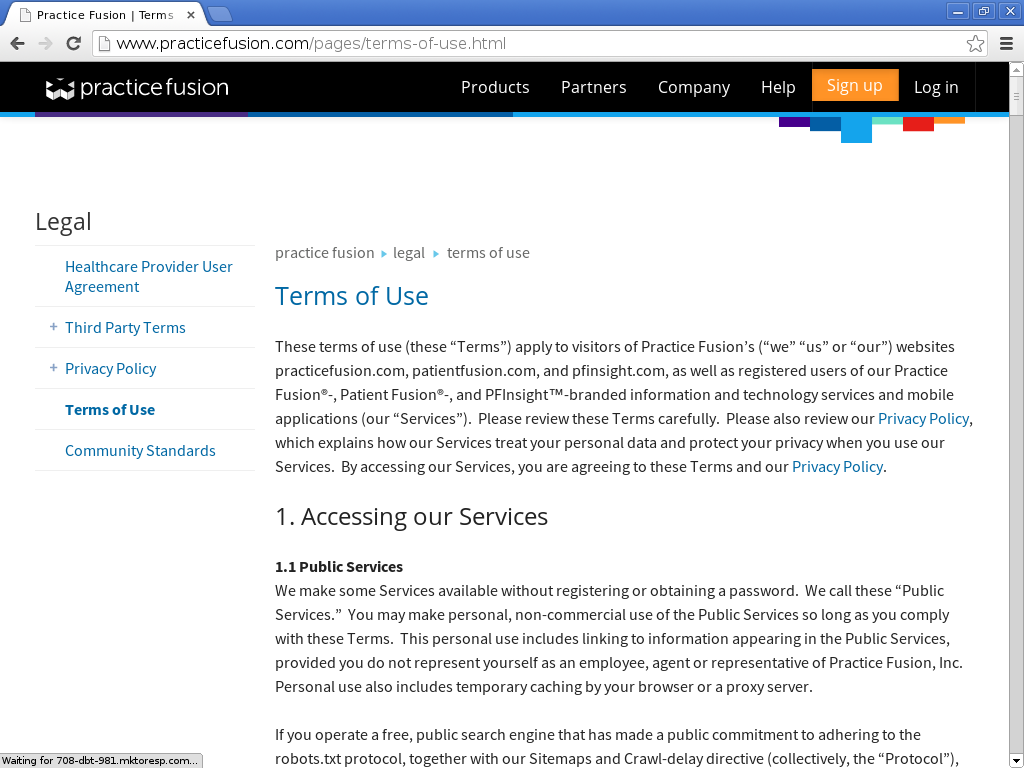 Practice Fusion | Terms
www.practicefusion.com/pages/terms-of-use.html
practice fusion
Products
Partners
Company
Help
Sign up
Log in
Legal
Healthcare Provider User
Agreement
+ Third Party Terms
+ Privacy Policy
Terms of Use
Community Standards
practice fusion ▸ legal ▸ terms of use
Terms of Use
These terms of use (these “Terms”) apply to visitors of Practice Fusion’s (“we” “us” or “our”) websites
practicefusion.com, patientfusion.com, and pfinsight.com, as well as registered users of our Practice
Fusion®-, Patient Fusion®-, and PFInsight™-branded information and technology services and mobile
applications (our “Services”).  Please review these Terms carefully.  Please also review our Privacy Policy,
which explains how our Services treat your personal data and protect your privacy when you use our
Services.  By accessing our Services, you are agreeing to these Terms and our Privacy Policy.
1. Accessing our Services
1.1 Public Services
We make some Services available without registering or obtaining a password.  We call these “Public
Services.”  You may make personal, non-commercial use of the Public Services so long as you comply
with these Terms.  This personal use includes linking to information appearing in the Public Services,
provided you do not represent yourself as an employee, agent or representative of Practice Fusion, Inc.
Personal use also includes temporary caching by your browser or a proxy server.
If you operate a free, public search engine that has made a public commitment to adhering to the
robots.txt protocol, together with our Sitemaps and Crawl-delay directive (collectively, the “Protocol”),
Waiting for 708-dbt-981.mktoresp.com...